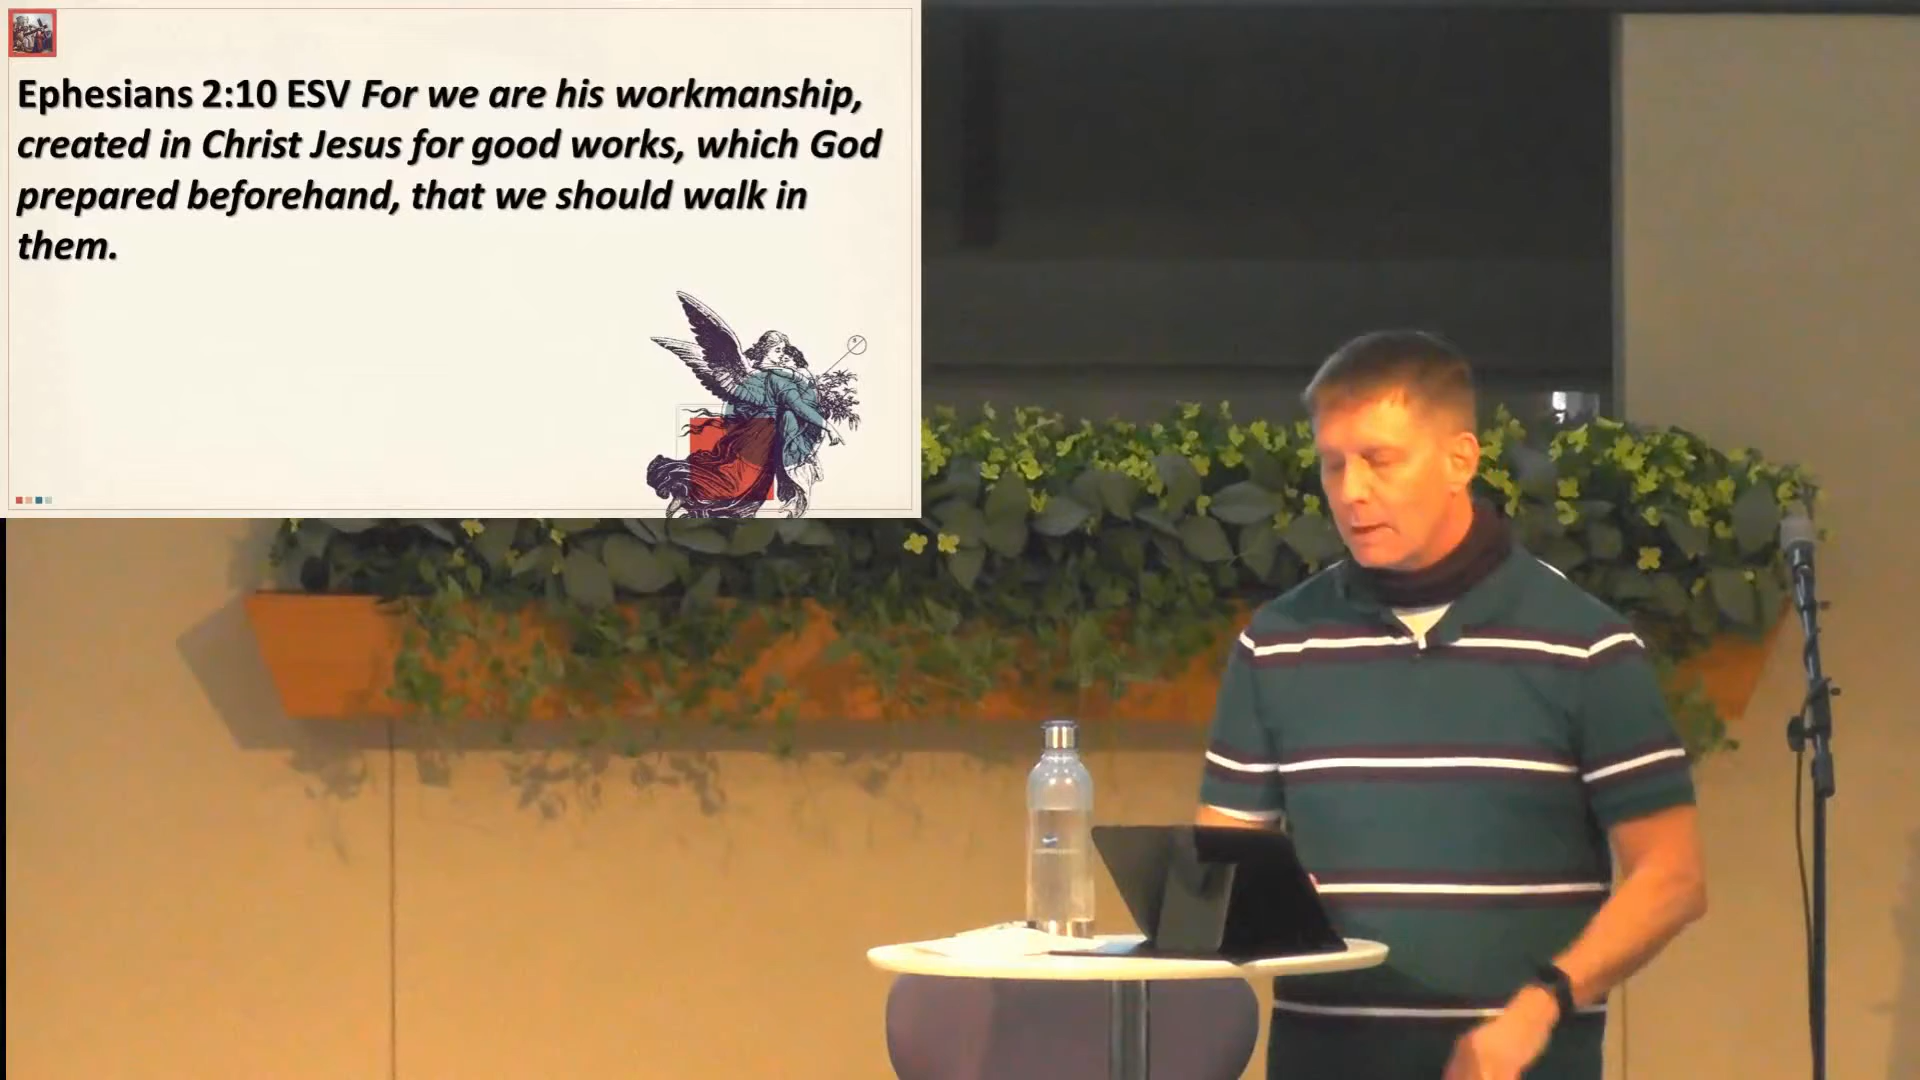 Ephesians 2:10 ESV For we are his workmanship,
created in Christ Jesus for good works, which God
prepared beforehand, that we should walk in
them.